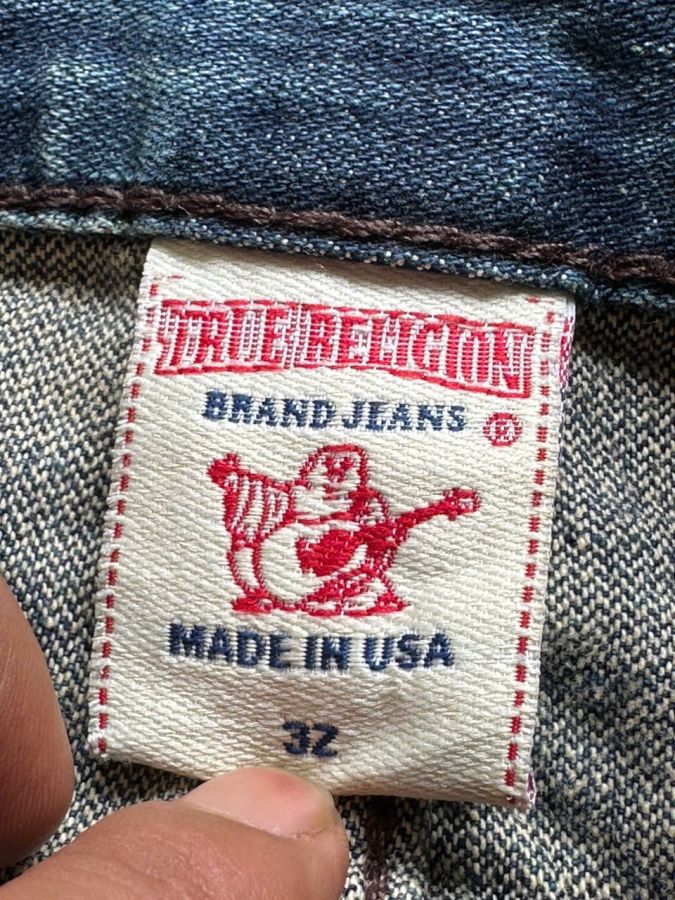 TRUE RELIGION
BRAND JEANS ®
MADE IN USA
32